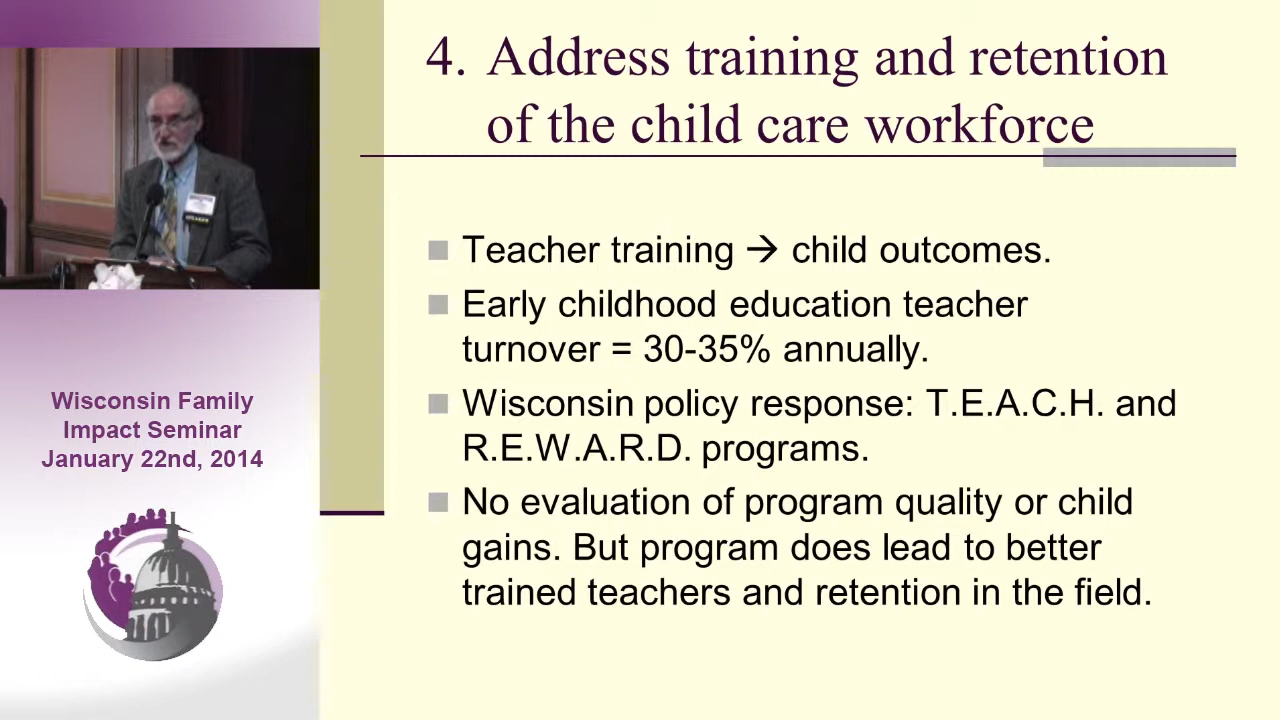 4. Address training and retention
of the child care workforce
Teacher training → child outcomes.
Early childhood education teacher
turnover = 30-35% annually.
Wisconsin policy response: T.E.A.C.H. and
R.E.W.A.R.D. programs.
No evaluation of program quality or child
gains. But program does lead to better
trained teachers and retention in the field.
Wisconsin Family
Impact Seminar
January 22nd, 2014